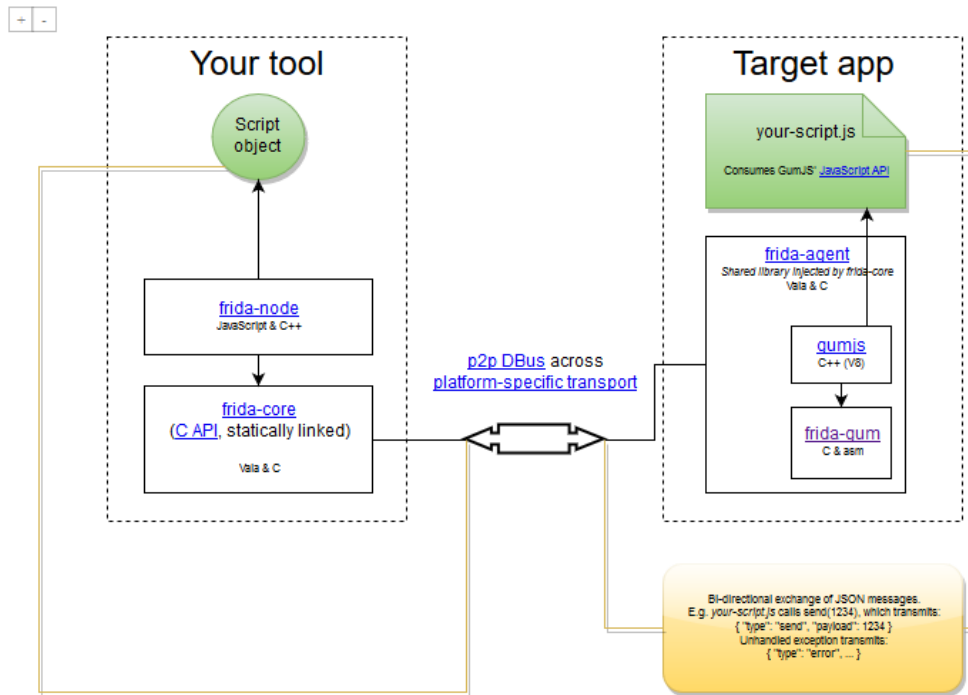 + -
Your tool
Script
object
frida-node
JavaScript & C++
frida-core
(C API, statically linked)
Vala & C
p2p DBus across
platform-specific transport
Target app
your-script.js
Consumes GumJS' JavaScript API
frida-agent
Shared library injected by frida-core
Vala & C
gumjs
C++ (V8)
frida-gum
C & asm
Bi-directional exchange of JSON messages.
E.g. your-script.js calls send(1234), which transmits:
{ "type": "send", "payload": 1234 }
Unhandled exception transmits:
{ "type": "error", ... }